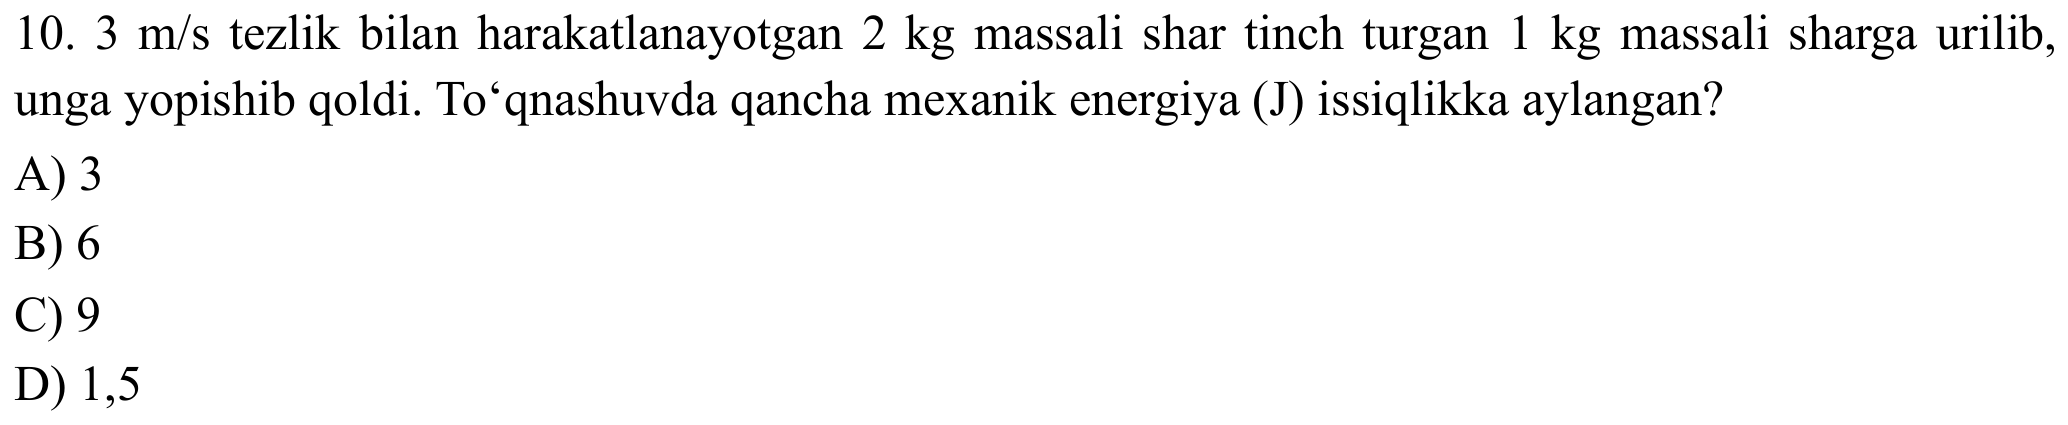 10. 3 m/s tezlik bilan harakatlanayotgan 2 kg massali shar tinch turgan 1 kg massali sharga urilib,
unga yopishib qoldi. To‘qnashuvda qancha mexanik energiya (J) issiqlikka aylangan?
A) 3
B) 6
C) 9
D) 1,5